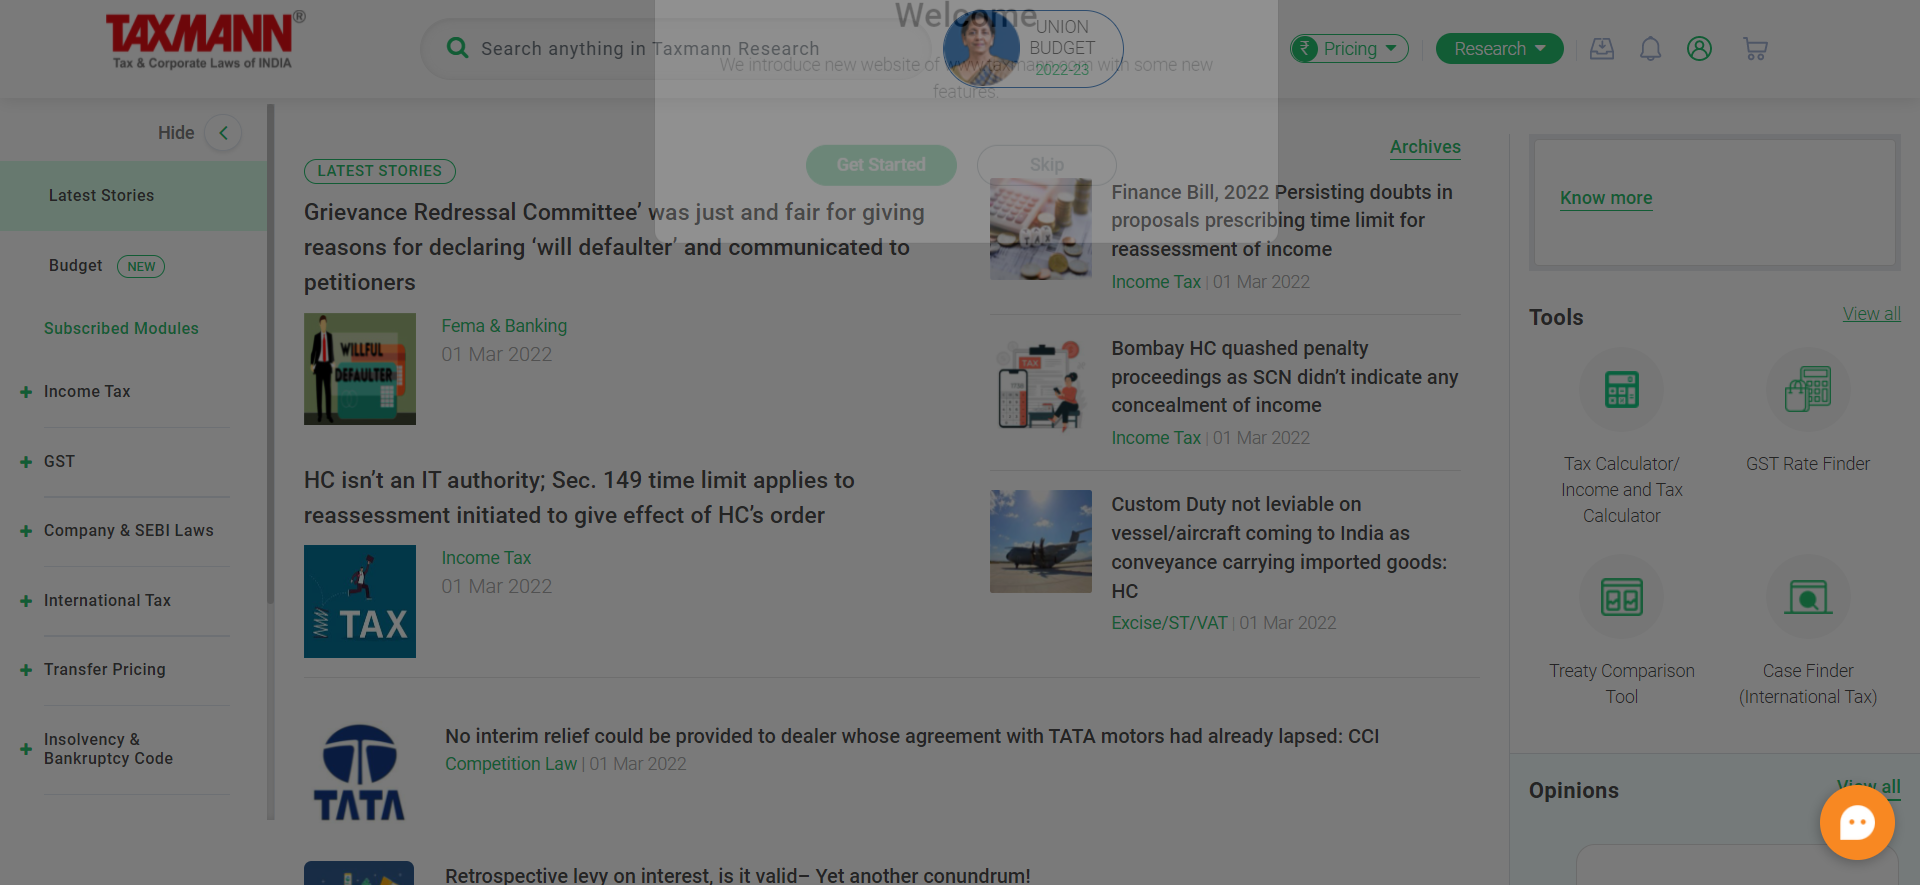 TAXMANN®
Tax & Corporate Laws of INDIA
Search anything in Taxmann Research
Welcome
We introduce new website of www.taxmann.com with some new
features.
Get Started
Skip
UNION
BUDGET
2022-23
₹ Pricing
Research
Hide
Latest Stories
Budget NEW
Subscribed Modules
Income Tax
GST
Company & SEBI Laws
International Tax
Transfer Pricing
Insolvency &
Bankruptcy Code
LATEST STORIES
Archives
Grievance Redressal Committee’ was just and fair for giving
reasons for declaring ‘will defaulter’ and communicated to
petitioners
WILLFUL
DEFAULTER
Fema & Banking
01 Mar 2022
HC isn’t an IT authority; Sec. 149 time limit applies to
reassessment initiated to give effect of HC’s order
TAX
Income Tax
01 Mar 2022
Finance Bill, 2022 Persisting doubts in
proposals prescribing time limit for
reassessment of income
Income Tax | 01 Mar 2022
TAX
Bombay HC quashed penalty
proceedings as SCN didn’t indicate any
concealment of income
Income Tax | 01 Mar 2022
Custom Duty not leviable on
vessel/aircraft coming to India as
conveyance carrying imported goods:
HC
Excise/ST/VAT | 01 Mar 2022
TATA
No interim relief could be provided to dealer whose agreement with TATA motors had already lapsed: CCI
Competition Law | 01 Mar 2022
Retrospective levy on interest, is it valid– Yet another conundrum!
Know more
Tools
View all
Tax Calculator/
Income and Tax
Calculator
GST Rate Finder
Treaty Comparison
Tool
Case Finder
(International Tax)
Opinions
View all